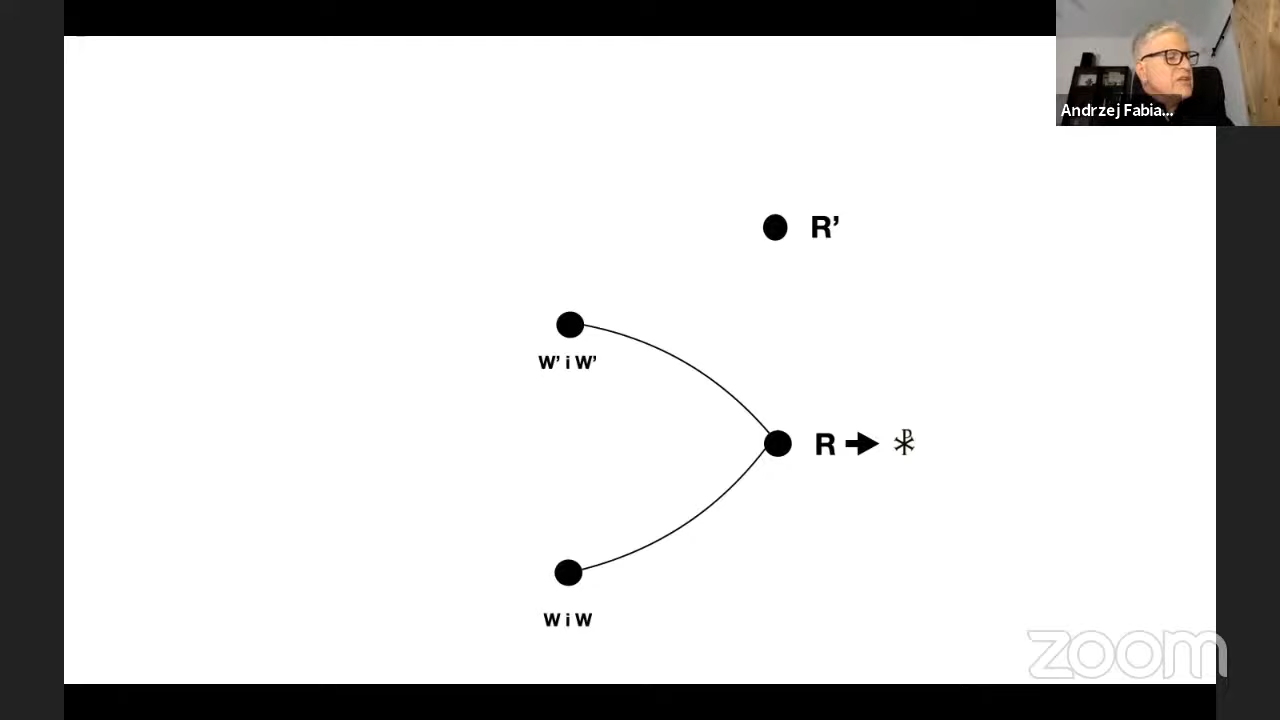 Andrzej Fabia...
R’
W’ i W’
R ➡ ☧
W i W
zoom